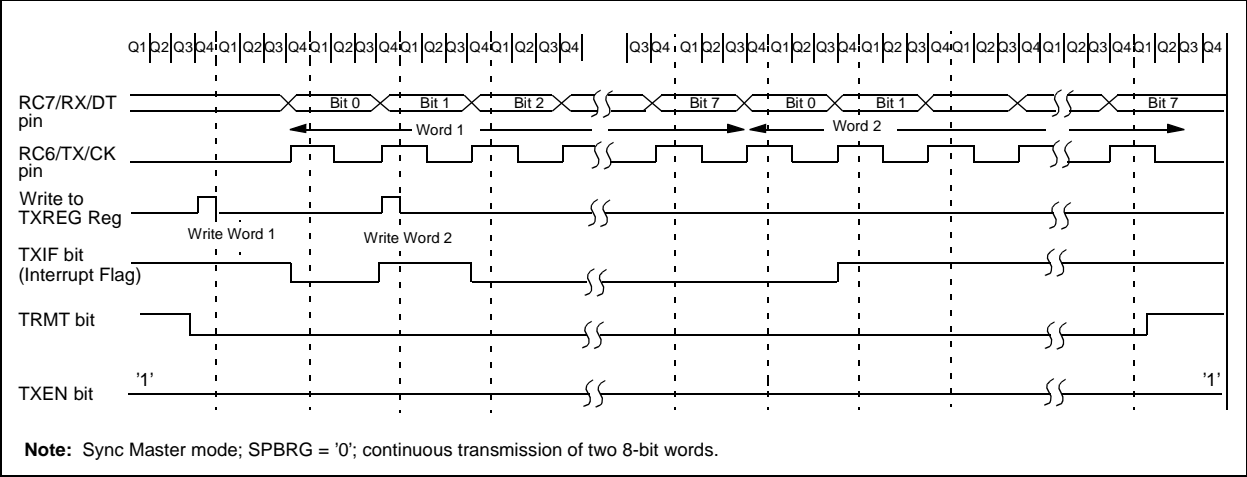 Q1 Q2 Q3 Q4 Q1 Q2 Q3 Q4 Q1 Q2 Q3 Q4 Q1 Q2 Q3 Q4 Q1 Q2 Q3 Q4 Q3 Q4 Q1 Q2 Q3 Q4 Q1 Q2 Q3 Q4 Q1 Q2 Q3 Q4 Q1 Q2 Q3 Q4 Q1 Q2 Q3 Q4 Q1 Q2 Q3 Q4
RC7/RX/DT Bit 0 Bit 1 Bit 2 Bit 7 Bit 0 Bit 1 Bit 7
pin
Word 1 Word 2
RC6/TX/CK
pin
Write to
TXREG Reg
Write Word 1 Write Word 2
TXIF bit
(Interrupt Flag)
TRMT bit
'1' '1'
TXEN bit
Note: Sync Master mode; SPBRG = '0'; continuous transmission of two 8-bit words.